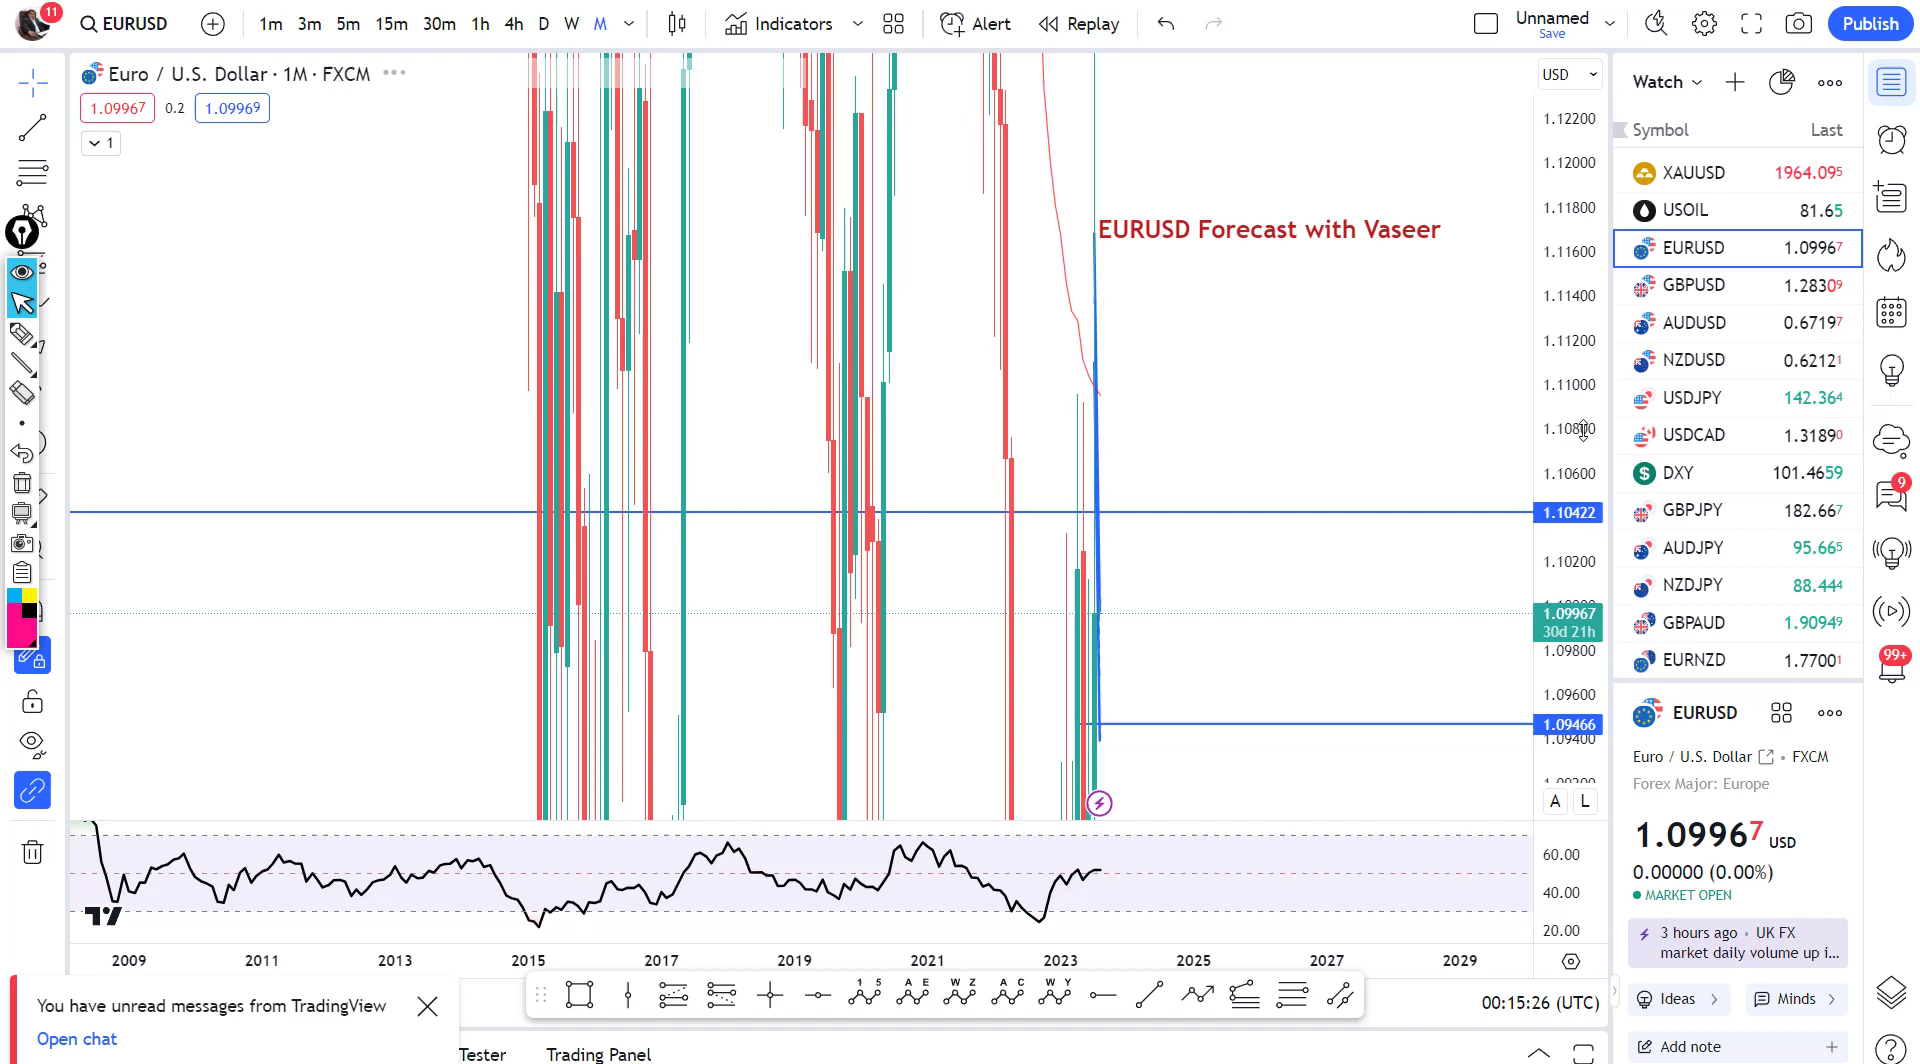 11
EURUSD
1m 3m 5m 15m 30m 1h 4h D W M
Indicators
Alert
Replay
Unnamed
Save
Publish
Euro / U.S. Dollar · 1M · FXCM
1.09967 0.2 1.09969
1
EURUSD Forecast with Vaseer
USD
1.12200
1.12000
1.11800
1.11600
1.11400
1.11200
1.11000
1.10800
1.10600
1.10422
1.10200
1.09967
30d 21h
1.09800
1.09600
1.09466
1.09400
A L
60.00
40.00
20.00
2009 2011 2013 2015 2017 2019 2021 2023 2025 2027 2029
You have unread messages from TradingView
Open chat
1 5
A E
W Z
A C
W Y
00:15:26 (UTC)
Tester
Trading Panel
Watch
Symbol Last
XAUUSD 1964.095
USOIL 81.65
EURUSD 1.09967
GBPUSD 1.28309
AUDUSD 0.67197
NZDUSD 0.62121
USDJPY 142.364
USDCAD 1.31890
DXY 101.4659
GBPJPY 182.667
AUDJPY 95.665
NZDJPY 88.444
GBPAUD 1.90949
EURNZD 1.77001
EURUSD
Euro / U.S. Dollar • FXCM
Forex Major: Europe
1.09967 USD
0.00000 (0.00%)
MARKET OPEN
3 hours ago • UK FX
market daily volume up i...
Ideas
Minds
Add note
9
99+